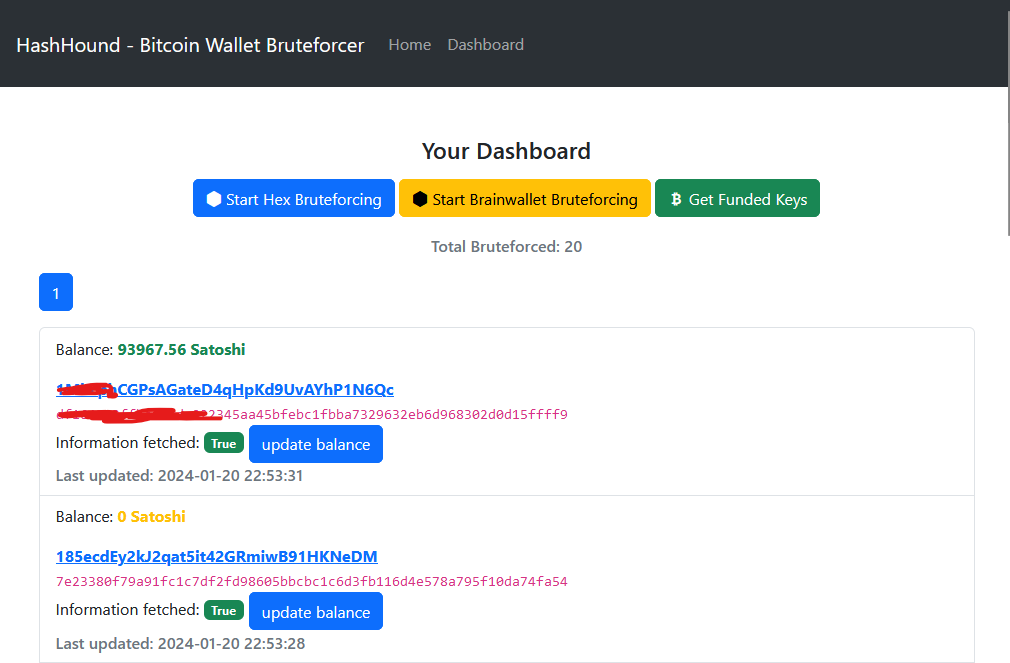 HashHound - Bitcoin Wallet Bruteforcer Home Dashboard
Your Dashboard
Start Hex Bruteforcing Start Brainwallet Bruteforcing Get Funded Keys
Total Bruteforced: 20
1
Balance: 93967.56 Satoshi
CGPsAGateD4qHpKd9UvAYhP1N6Qc
345aa45bfebc1fbba7329632eb6d968302d0d15ffff9
Information fetched: True update balance
Last updated: 2024-01-20 22:53:31
Balance: 0 Satoshi
185ecdEy2kJ2qat5it42GRmiwB91HKNeDM
7e23380f79a91fc1c7df2fd98605bbcbc1c6d3fb116d4e578a795f10da74fa54
Information fetched: True update balance
Last updated: 2024-01-20 22:53:28